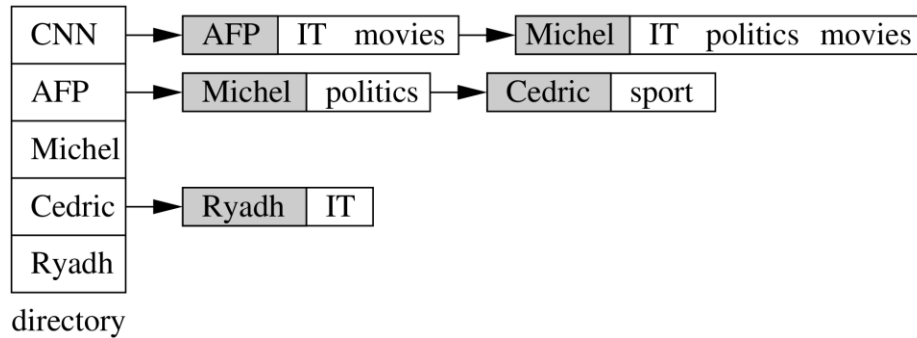 CNN AFP IT movies Michel IT politics movies
AFP Michel politics Cedric sport
Michel
Cedric Ryadh IT
Ryadh
directory